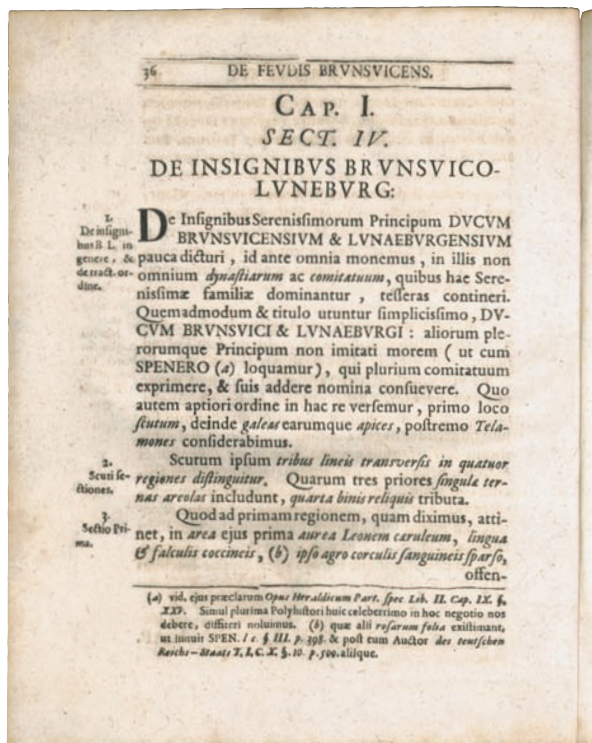 36 DE FEVDIS BRVNSVICENS.
CAP. I.
SECT. IV.
DE INSIGNIBVS BRVNSVICO-
LVNEBVRG:
1.
De insigni-
bus B. L. in
genere, &
de tract. or-
dine.
De Insignibus Serenissimorum Principum DVCVM
BRVNSVICENSIVM & LVNAEBVRGENSIVM
pauca dicturi, id ante omnia monemus, in illis non
omnium dynastiarum ac comitatuum, quibus hae Sere-
nissimæ familiæ dominantur, tesseras contineri.
Quemadmodum & titulo utuntur simplicissimo, DV-
CVM BRVNSVICI & LVNAEBVRGI: aliorum ple-
rorumque Principum non imitati morem (ut cum
SPENERO (a) loquamur), qui plurium comitatuum
exprimere, & suis addere nomina consuevere. Quo
autem aptiori ordine in hac re versemur, primo loco
scutum, deinde galeas earumque apices, postremo Tela-
mones considerabimus.
2.
Scuti se-
ctiones.
Scutum ipsum tribus lineis transversis in quatuor
regiones distinguitur. Quarum tres priores singulæ ter-
nas areolas includunt, quarta binis reliquis tributa.
3.
Sectio Pri-
ma.
Quod ad primam regionem, quam diximus, atti-
net, in area ejus prima aurea Leonem cæruleum, lingua
& falculis coccineis, (b) ipso agro corculis sanguineis sparso,
offen-
(a) vid. ejus præclarum Opus Heraldicum Part. spec. Lib. II. Cap. IX. §.
XXV. Simul plurima Polyhistori huic celeberrimo in hoc negotio nos
debere, diffiteri noluimus. (b) quæ alii rosarum folia existimant,
ut innuit SPEN. l c. § III. p. 398. & post eum Auctor des teutschen
Reichs-Staats T. I. C. X. §. 10. p. 500. aliique.